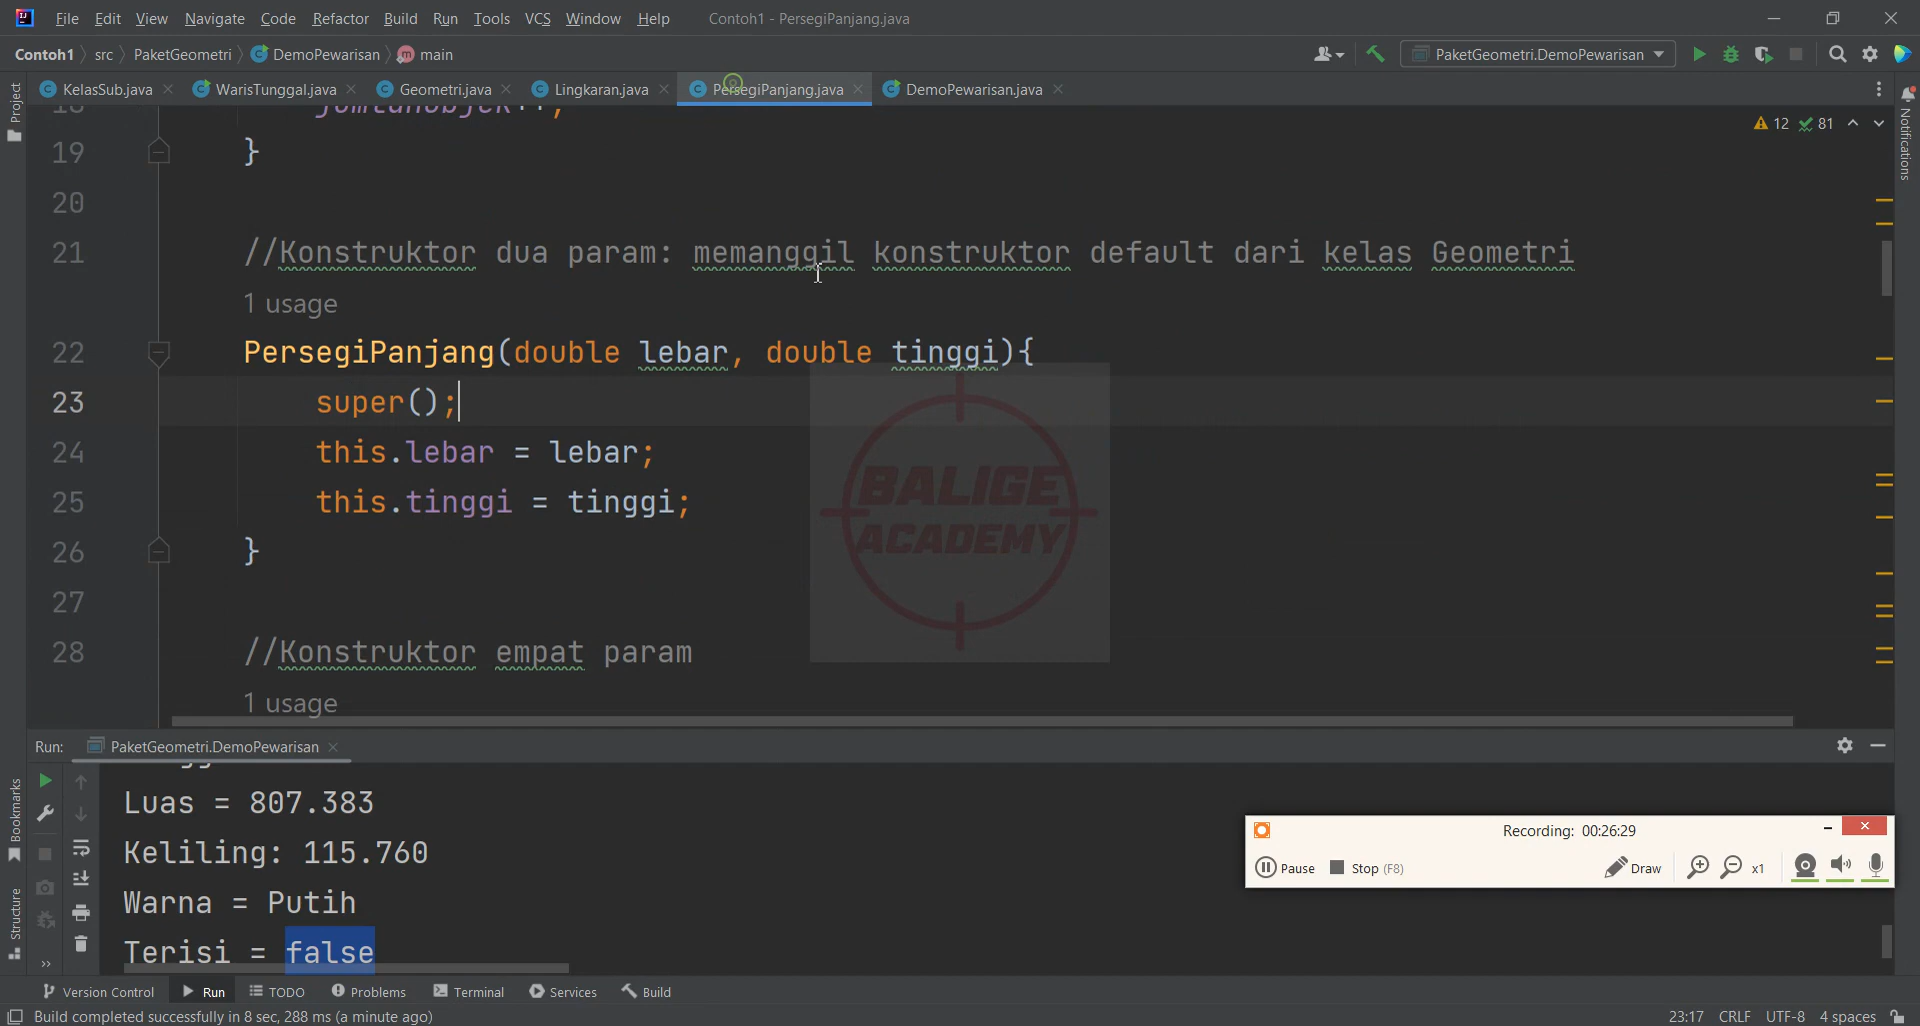 File Edit View Navigate Code Refactor Build Run Tools VCS Window Help Contoh1 - PersegiPanjang.java
Contoh1 src PaketGeometri DemoPewarisan main PaketGeometri.DemoPewarisan
KelasSub.java WarisTunggal.java Geometri.java Lingkaran.java PersegiPanjang.java DemoPewarisan.java
Project
Notifications
12 81
18 jumlahobjek++;
19 }
20
21 //Konstruktor dua param: memanggil konstruktor default dari kelas Geometri
1 usage
22 PersegiPanjang(double lebar, double tinggi){
23 super();
24 this.lebar = lebar;
25 this.tinggi = tinggi;
26 }
27
28 //Konstruktor empat param
1 usage
BALIGE
ACADEMY
Run: PaketGeometri.DemoPewarisan
Bookmarks
Structure
Luas = 807.383
Keliling: 115.760
Warna = Putih
Terisi = false
Recording: 00:26:29
Pause Stop (F8) Draw x1
Version Control Run TODO Problems Terminal Services Build
Build completed successfully in 8 sec, 288 ms (a minute ago) 23:17 CRLF UTF-8 4 spaces